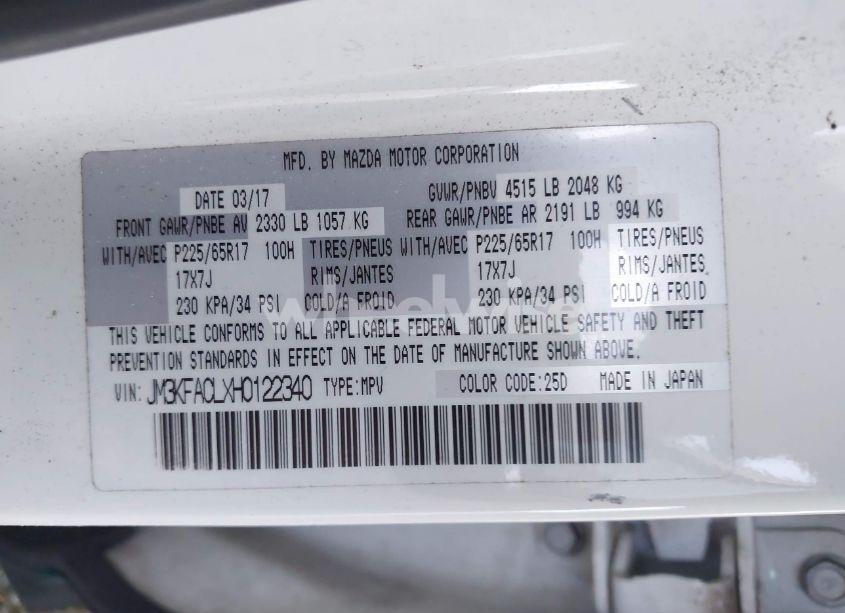 MFD. BY MAZDA MOTOR CORPORATION
DATE 03/17 GVWR/PNBV 4515 LB 2048 KG
FRONT GAWR/PNBE AV 2330 LB 1057 KG REAR GAWR/PNBE AR 2191 LB 994 KG
WITH/AVEC P225/65R17 100H TIRES/PNEUS WITH/AVEC P225/65R17 100H TIRES/PNEUS
17X7J RIMS/JANTES 17X7J RIMS/JANTES
230 KPA/34 PSI COLD/A FROID 230 KPA/34 PSI COLD/A FROID
THIS VEHICLE CONFORMS TO ALL APPLICABLE FEDERAL MOTOR VEHICLE SAFETY AND THEFT
PREVENTION STANDARDS IN EFFECT ON THE DATE OF MANUFACTURE SHOWN ABOVE.
VIN: JM3KFACLXH0122340 TYPE:MPV COLOR CODE:25D MADE IN JAPAN